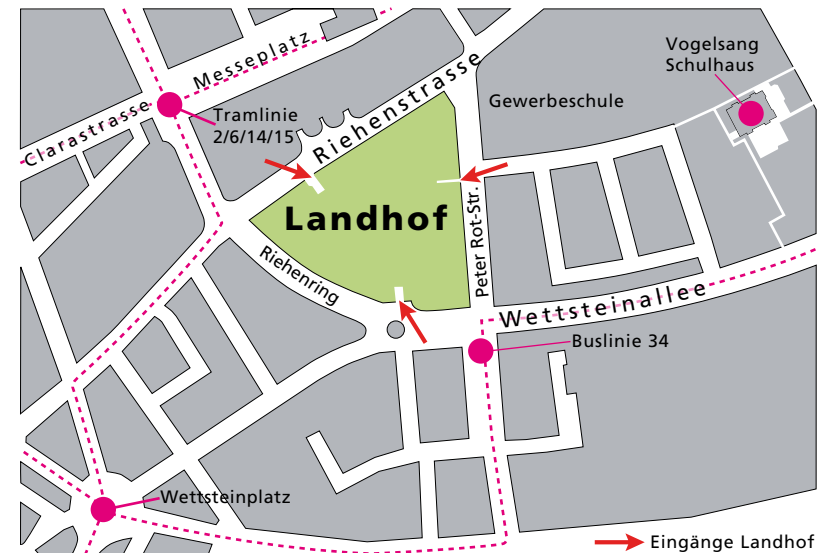 Messeplatz
Clarastrasse
Tramlinie
2/6/14/15
Riehenstrasse
Vogelsang
Schulhaus
Gewerbeschule
Landhof
Peter Rot-Str.
Riehenring
Wettsteinallee
Buslinie 34
Wettsteinplatz
Eingänge Landhof